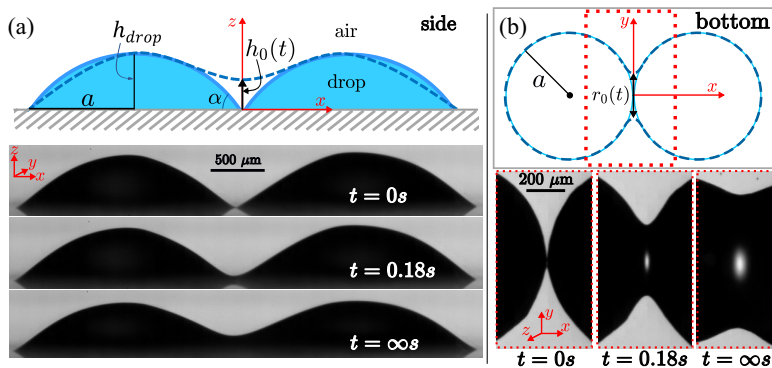 (a)
side
z
air
h_drop
h_0(t)
drop
a
α
x
z
y
x
500 μm
t = 0s
t = 0.18s
t = ∞s
(b)
bottom
y
a
r_0(t)
x
200 μm
y
z
x
t = 0s
t = 0.18s
t = ∞s